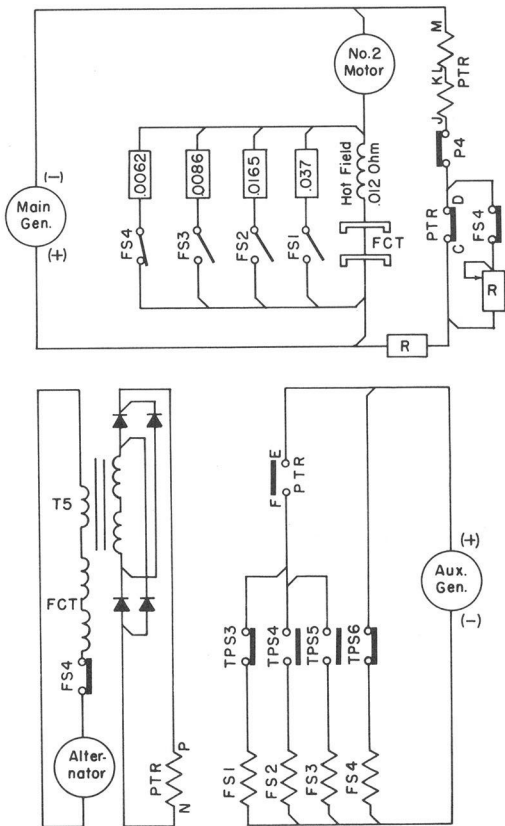 No.2
Motor
M
KL
PTR
J
P4
.0062
.0086
.0165
.037
Hot Field
.012 Ohm
(-)
Main
Gen.
(+)
FS4
FS3
FS2
FS1
FCT
PTR
C D
FS4
R
R
T5
FCT
FS4
Alter-
nator
PTR
N P
F E
PTR
(+)
Aux.
Gen.
(-)
TPS3
TPS4
TPS5
TPS6
FS1
FS2
FS3
FS4